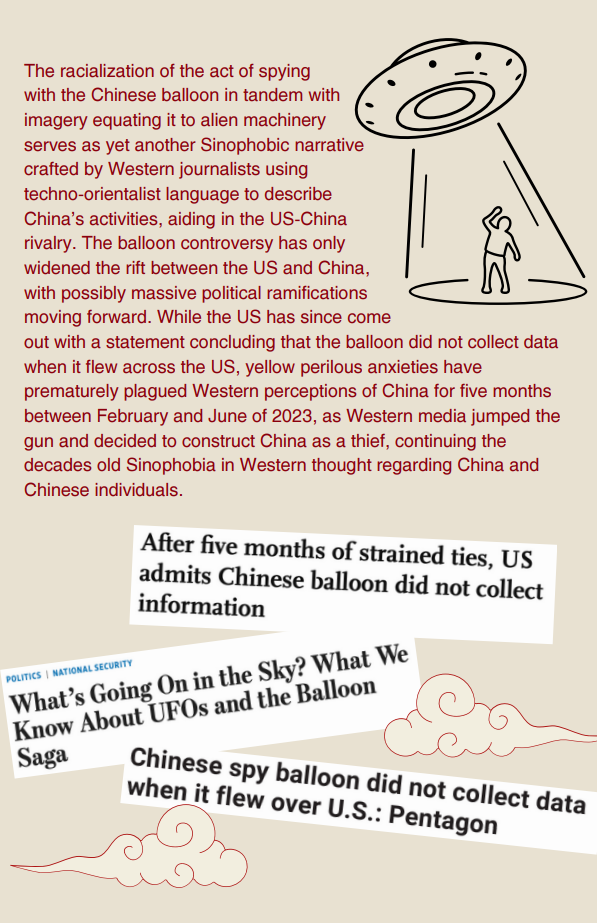 The racialization of the act of spying
with the Chinese balloon in tandem with
imagery equating it to alien machinery
serves as yet another Sinophobic narrative
crafted by Western journalists using
techno-orientalist language to describe
China's activities, aiding in the US-China
rivalry. The balloon controversy has only
widened the rift between the US and China,
with possibly massive political ramifications
moving forward. While the US has since come
out with a statement concluding that the balloon did not collect data
when it flew across the US, yellow perilous anxieties have
prematurely plagued Western perceptions of China for five months
between February and June of 2023, as Western media jumped the
gun and decided to construct China as a thief, continuing the
decades old Sinophobia in Western thought regarding China and
Chinese individuals.
After five months of strained ties, US
admits Chinese balloon did not collect
information
POLITICS | NATIONAL SECURITY
What's Going On in the Sky? What We
Know About UFOs and the Balloon
Saga
Chinese spy balloon did not collect data
when it flew over U.S.: Pentagon